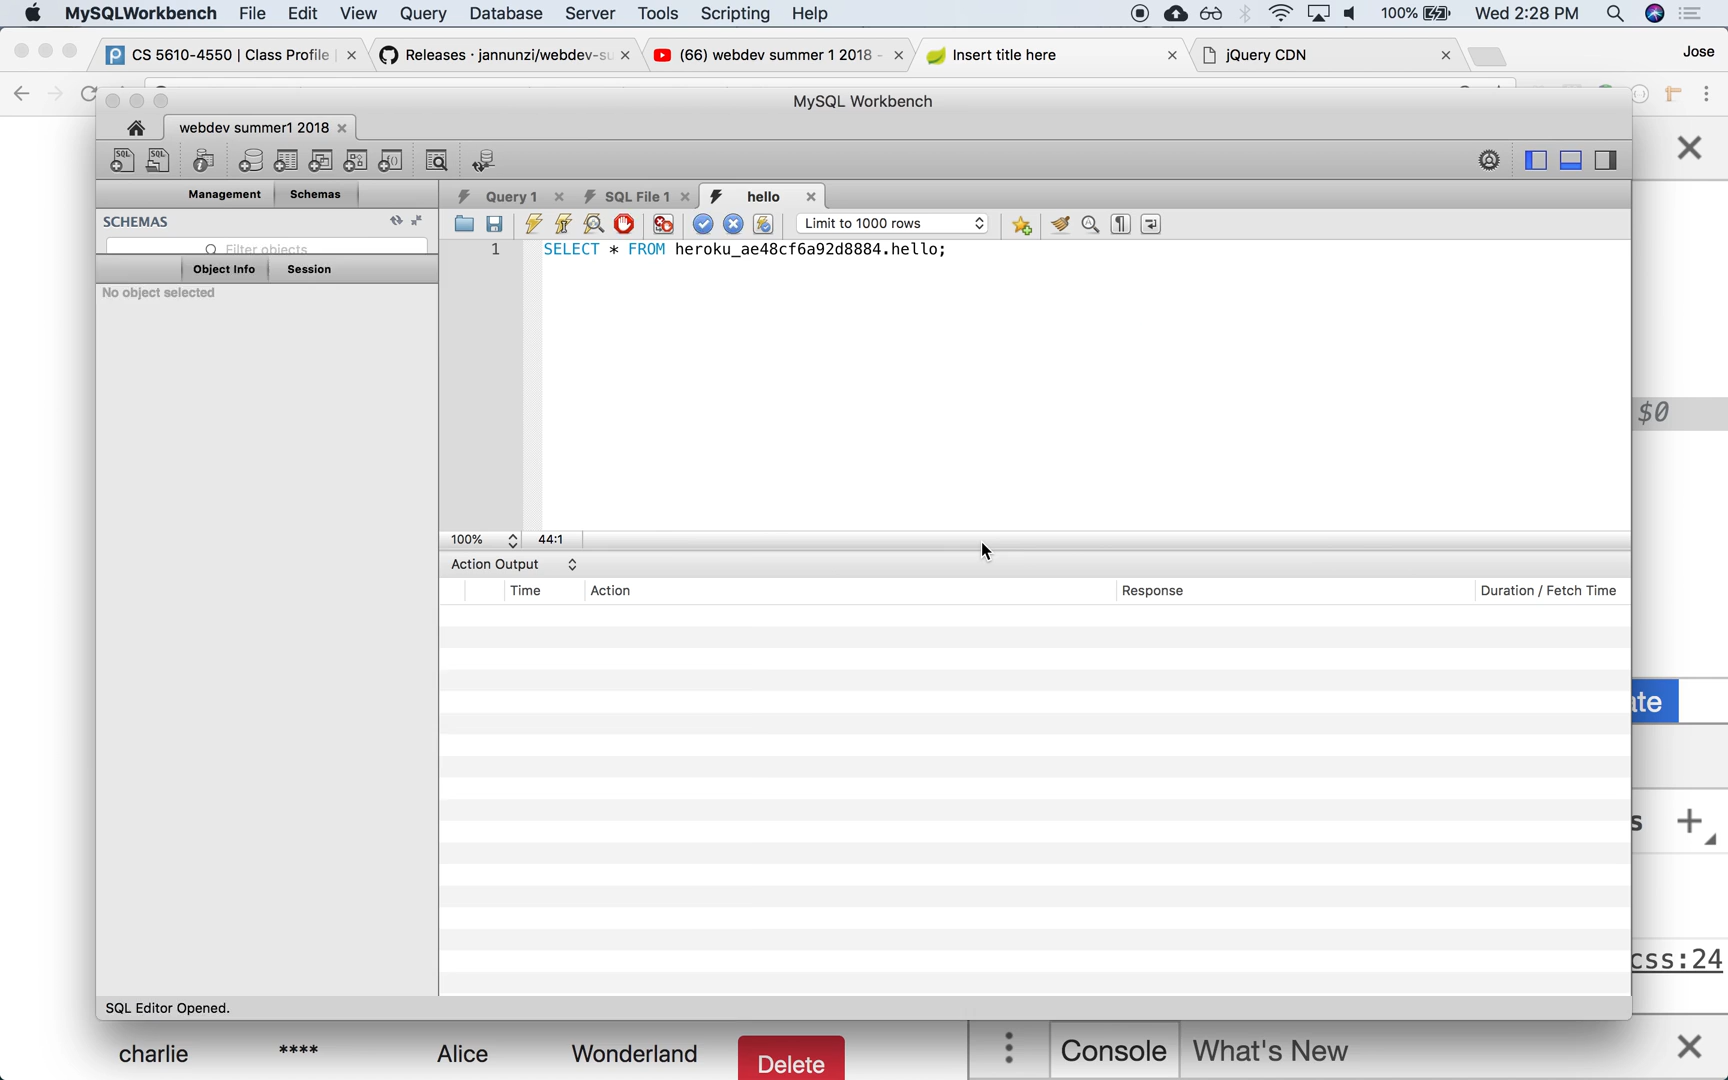 MySQLWorkbench File Edit View Query Database Server Tools Scripting Help 100% Wed 2:28 PM
CS 5610-4550 | Class Profile Releases · jannunzi/webdev-su (66) webdev summer 1 2018 - Insert title here jQuery CDN Jose
MySQL Workbench
webdev summer1 2018
Management Schemas Query 1 SQL File 1 hello
SCHEMAS Limit to 1000 rows
Filter objects 1 SELECT * FROM heroku_ae48cf6a92d8884.hello;
Object Info Session
No object selected
$0
100% 44:1
Action Output
Time Action Response Duration / Fetch Time
ate
s
css:24
SQL Editor Opened.
charlie **** Alice Wonderland Delete Console What's New